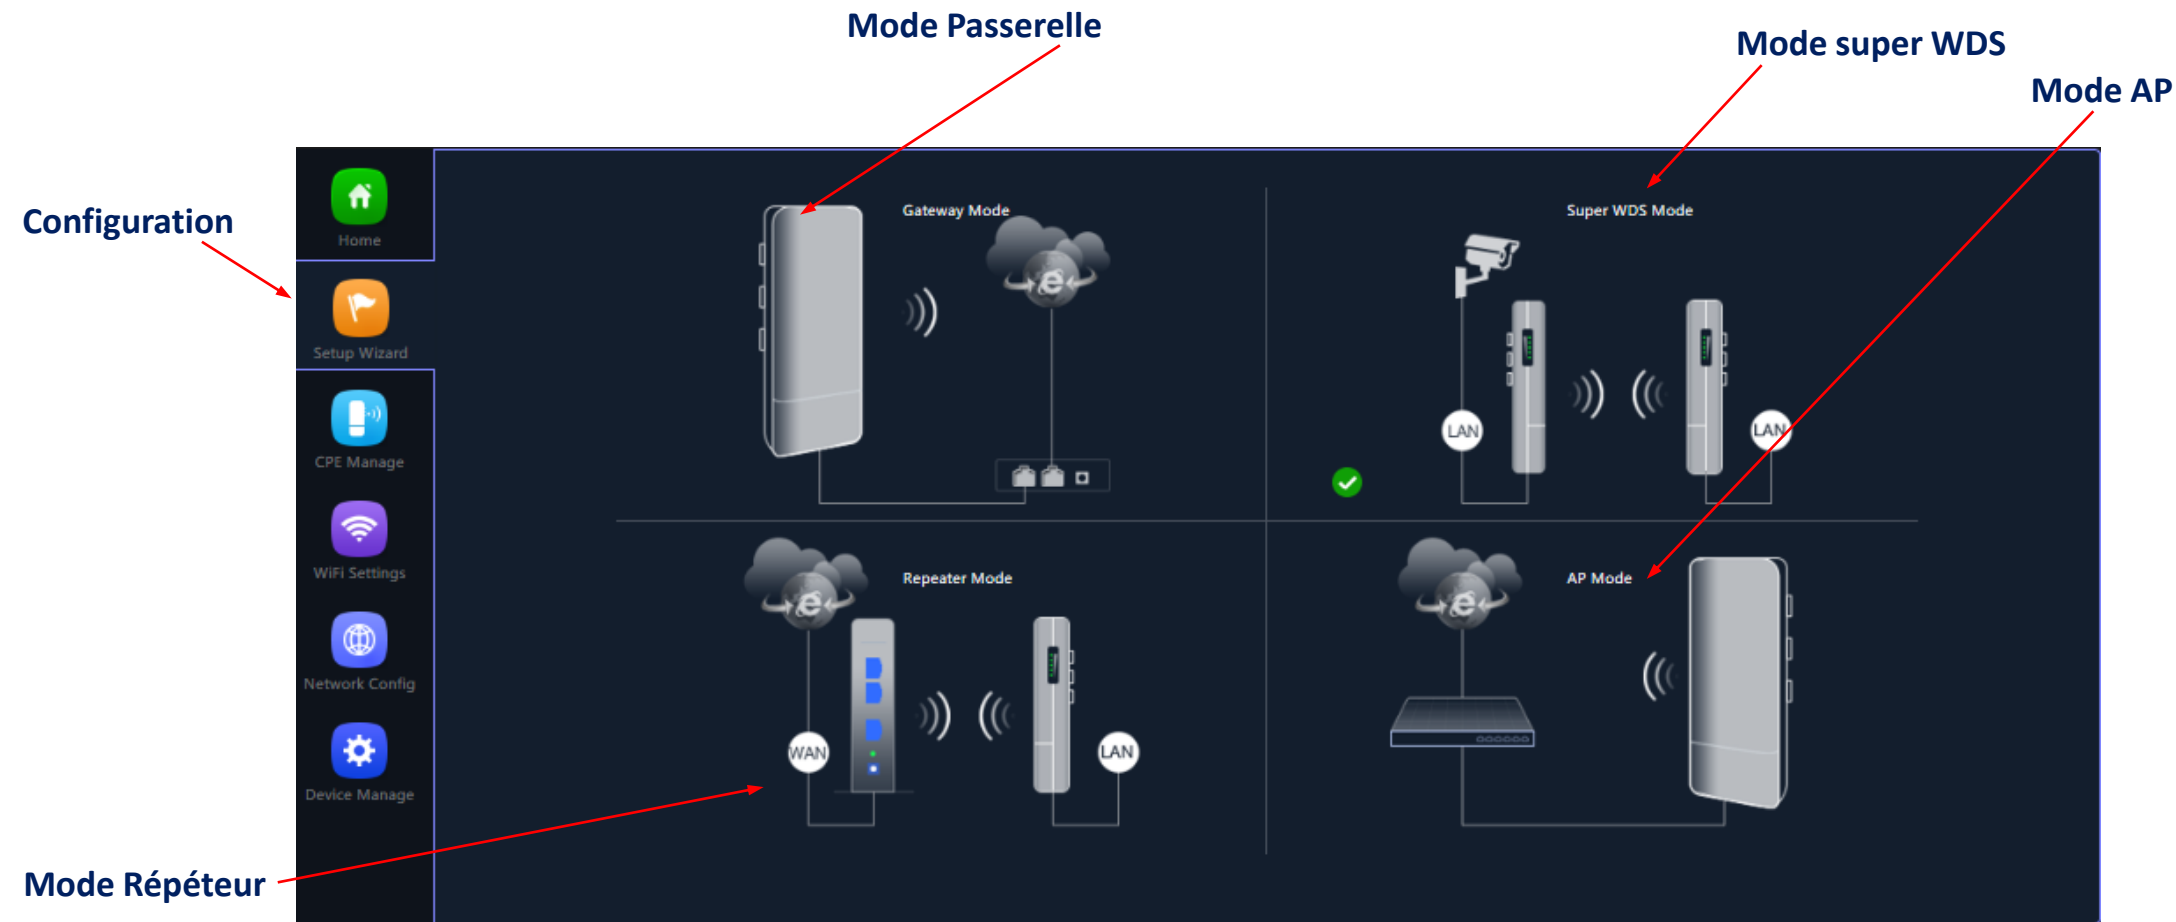 Mode Passerelle
Mode super WDS
Mode AP
Configuration
Mode Répéteur
Home
Setup Wizard
CPE Manage
WiFi Settings
Network Config
Device Manage
Gateway Mode
Super WDS Mode
LAN
LAN
Repeater Mode
WAN
LAN
AP Mode